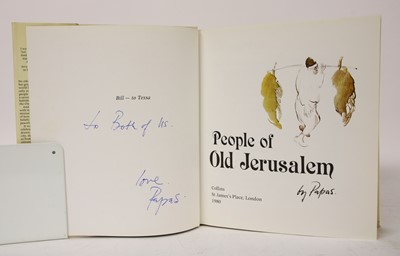 Bill — to Tessa
to Both of us.
love
Papas.
People of
Old Jerusalem
by Papas.
Collins
St James's Place, London
1980